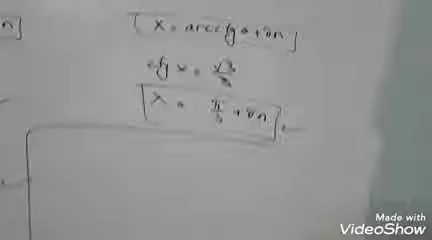 n]
[x = arcctg a + πn]
ctg x = √3/3
[x = π/3 + πn]
Made with
VideoShow